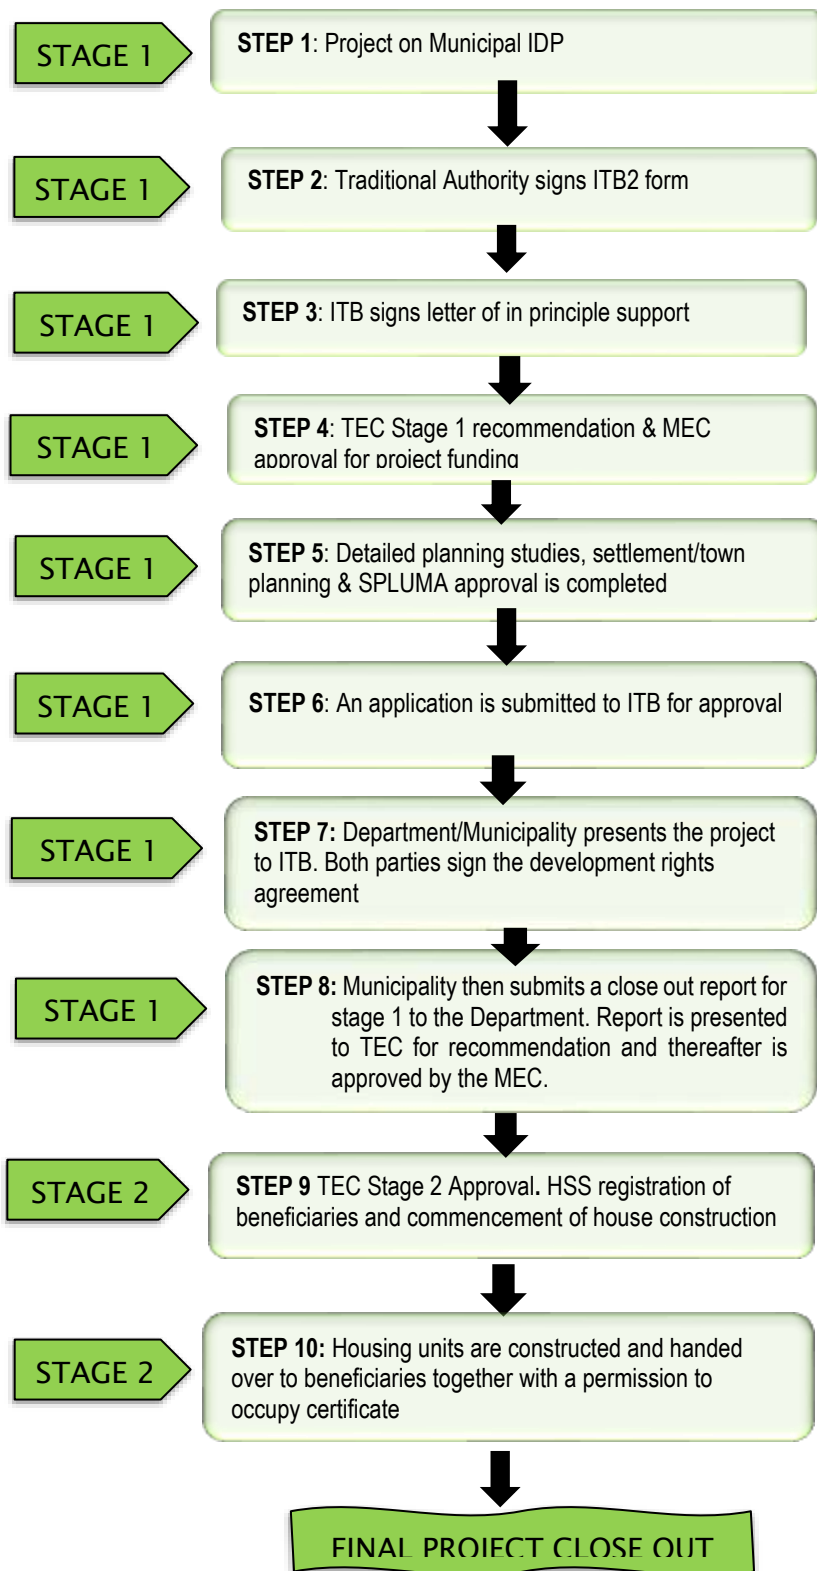 STAGE 1
STEP 1: Project on Municipal IDP
STAGE 1
STEP 2: Traditional Authority signs ITB2 form
STAGE 1
STEP 3: ITB signs letter of in principle support
STAGE 1
STEP 4: TEC Stage 1 recommendation & MEC
approval for project funding
STAGE 1
STEP 5: Detailed planning studies, settlement/town
planning & SPLUMA approval is completed
STAGE 1
STEP 6: An application is submitted to ITB for approval
STAGE 1
STEP 7: Department/Municipality presents the project
to ITB. Both parties sign the development rights
agreement
STAGE 1
STEP 8: Municipality then submits a close out report for
stage 1 to the Department. Report is presented
to TEC for recommendation and thereafter is
approved by the MEC.
STAGE 2
STEP 9 TEC Stage 2 Approval. HSS registration of
beneficiaries and commencement of house construction
STAGE 2
STEP 10: Housing units are constructed and handed
over to beneficiaries together with a permission to
occupy certificate
FINAL PROJECT CLOSE OUT